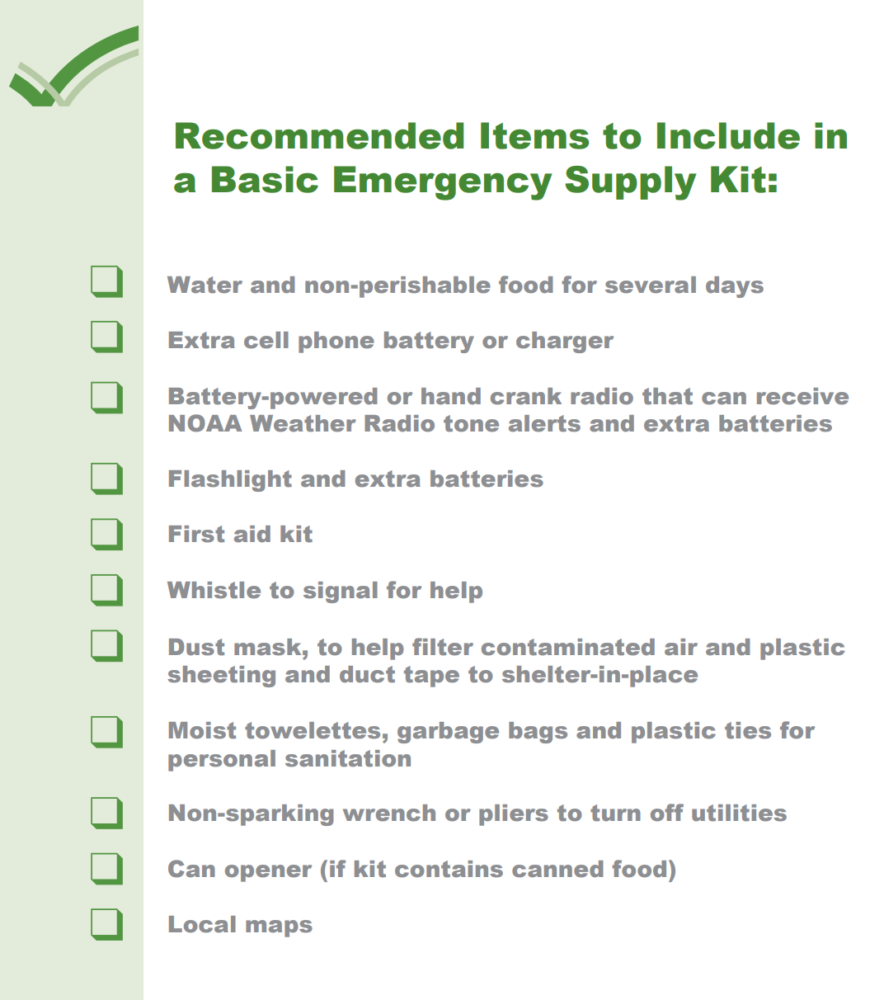 Recommended Items to Include in
a Basic Emergency Supply Kit:
Water and non-perishable food for several days
Extra cell phone battery or charger
Battery-powered or hand crank radio that can receive
NOAA Weather Radio tone alerts and extra batteries
Flashlight and extra batteries
First aid kit
Whistle to signal for help
Dust mask, to help filter contaminated air and plastic
sheeting and duct tape to shelter-in-place
Moist towelettes, garbage bags and plastic ties for
personal sanitation
Non-sparking wrench or pliers to turn off utilities
Can opener (if kit contains canned food)
Local maps